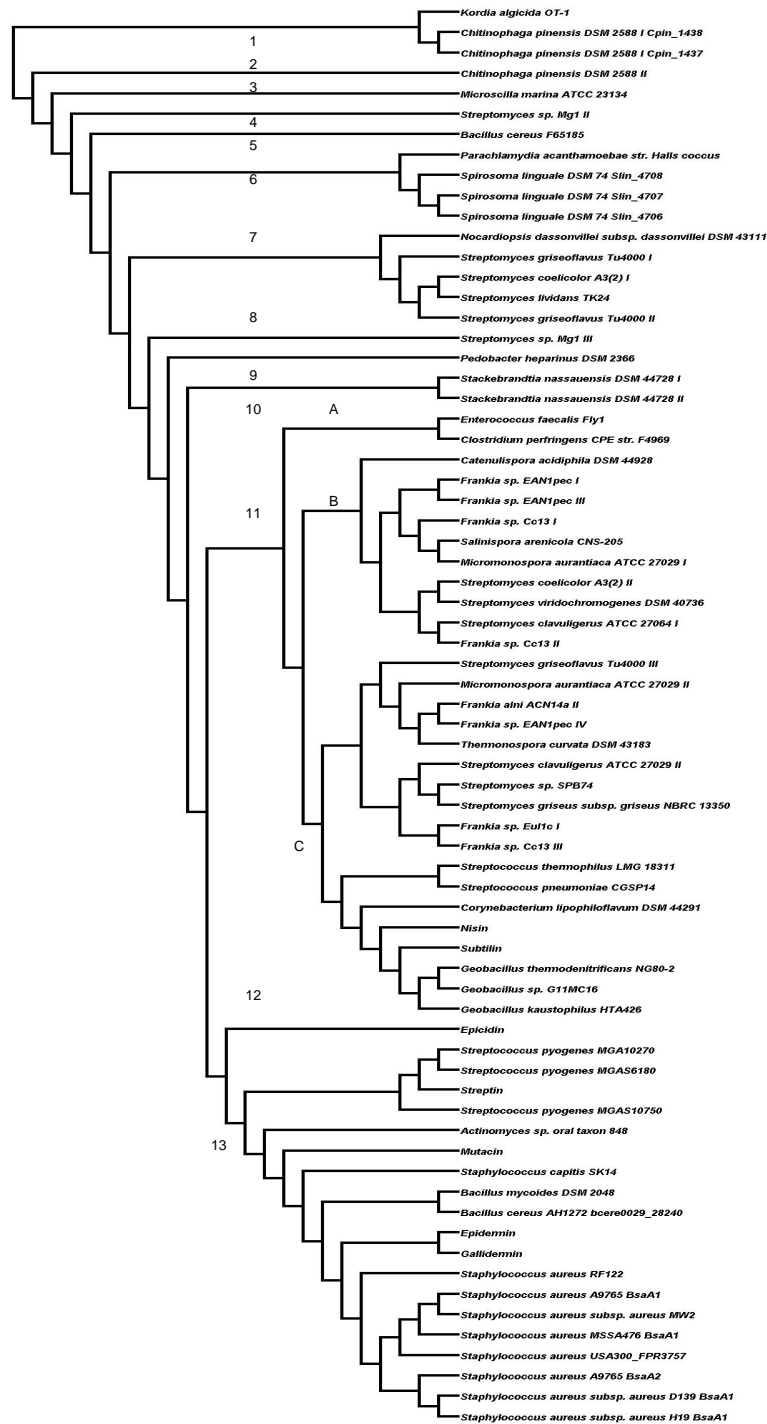 Kordia algicida OT-1
Chitinophaga pinensis DSM 2588 I Cpin_1438
1
Chitinophaga pinensis DSM 2588 I Cpin_1437
2
Chitinophaga pinensis DSM 2588 II
3
Microscilla marina ATCC 23134
Streptomyces sp. Mg1 II
4
Bacillus cereus F65185
5
Parachlamydia acanthamoebae str. Halls coccus
Spirosoma linguale DSM 74 Slin_4708
6
Spirosoma linguale DSM 74 Slin_4707
Spirosoma linguale DSM 74 Slin_4706
7
Nocardiopsis dassonvillei subsp. dassonvillei DSM 43111
Streptomyces griseoflavus Tu4000 I
Streptomyces coelicolor A3(2) I
Streptomyces lividans TK24
8
Streptomyces griseoflavus Tu4000 II
Streptomyces sp. Mg1 III
Pedobacter heparinus DSM 2366
9
Stackebrandtia nassauensis DSM 44728 I
Stackebrandtia nassauensis DSM 44728 II
10
A
Enterococcus faecalis Fly1
Clostridium perfringens CPE str. F4969
Catenulispora acidiphila DSM 44928
Frankia sp. EAN1pec I
B
Frankia sp. EAN1pec III
11
Frankia sp. Cc13 I
Salinispora arenicola CNS-205
Micromonospora aurantiaca ATCC 27029 I
Streptomyces coelicolor A3(2) II
Streptomyces viridochromogenes DSM 40736
Streptomyces clavuligerus ATCC 27064 I
Frankia sp. Cc13 II
Streptomyces griseoflavus Tu4000 III
Micromonospora aurantiaca ATCC 27029 II
Frankia alni ACN14a II
Frankia sp. EAN1pec IV
Thermonospora curvata DSM 43183
Streptomyces clavuligerus ATCC 27029 II
Streptomyces sp. SPB74
Streptomyces griseus subsp. griseus NBRC 13350
Frankia sp. EuI1c I
C
Frankia sp. Cc13 III
Streptococcus thermophilus LMG 18311
Streptococcus pneumoniae CGSP14
Corynebacterium lipophiloflavum DSM 44291
Nisin
Subtilin
Geobacillus thermodenitrificans NG80-2
Geobacillus sp. G11MC16
12
Geobacillus kaustophilus HTA426
Epicidin
Streptococcus pyogenes MGA10270
Streptococcus pyogenes MGAS6180
Streptin
Streptococcus pyogenes MGAS10750
Actinomyces sp. oral taxon 848
13
Mutacin
Staphylococcus capitis SK14
Bacillus mycoides DSM 2048
Bacillus cereus AH1272 bcere0029_28240
Epidermin
Gallidermin
Staphylococcus aureus RF122
Staphylococcus aureus A9765 BsaA1
Staphylococcus aureus subsp. aureus MW2
Staphylococcus aureus MSSA476 BsaA1
Staphylococcus aureus USA300_FPR3757
Staphylococcus aureus A9765 BsaA2
Staphylococcus aureus subsp. aureus D139 BsaA1
Staphylococcus aureus subsp. aureus H19 BsaA1